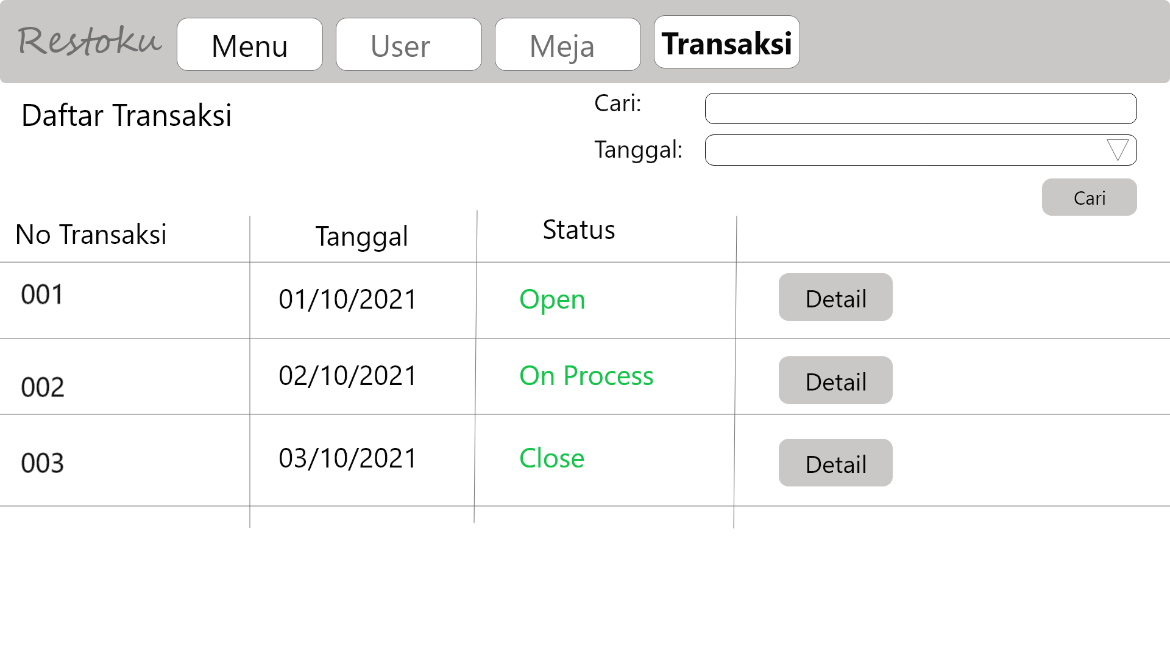 Restoku Menu User Meja Transaksi
Daftar Transaksi
Cari:
Tanggal:
Cari
No Transaksi Tanggal Status
001 01/10/2021 Open Detail
002 02/10/2021 On Process Detail
003 03/10/2021 Close Detail